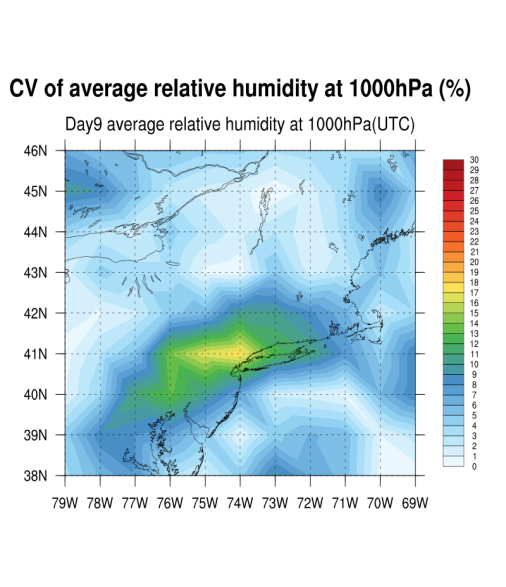 CV of average relative humidity at 1000hPa (%)
Day9 average relative humidity at 1000hPa(UTC)
46N
45N
44N
43N
42N
41N
40N
39N
38N
79W 78W 77W 76W 75W 74W 73W 72W 71W 70W 69W
30
29
28
27
26
25
24
23
22
21
20
19
18
17
16
15
14
13
12
11
10
9
8
7
6
5
4
3
2
1
0